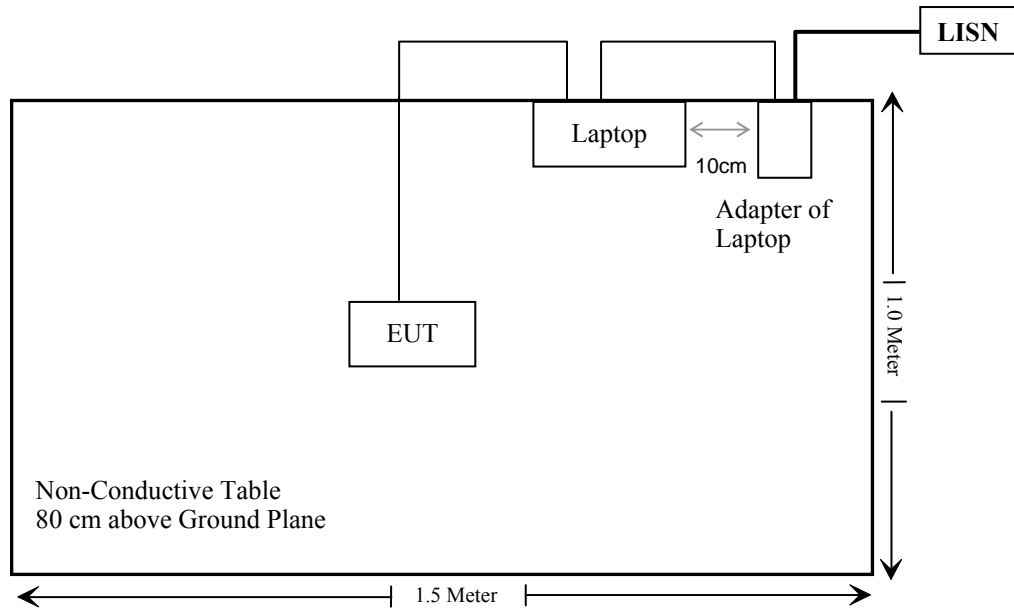 LISN
Laptop
10cm
Adapter of
Laptop
EUT
1.0 Meter
Non-Conductive Table
80 cm above Ground Plane
1.5 Meter